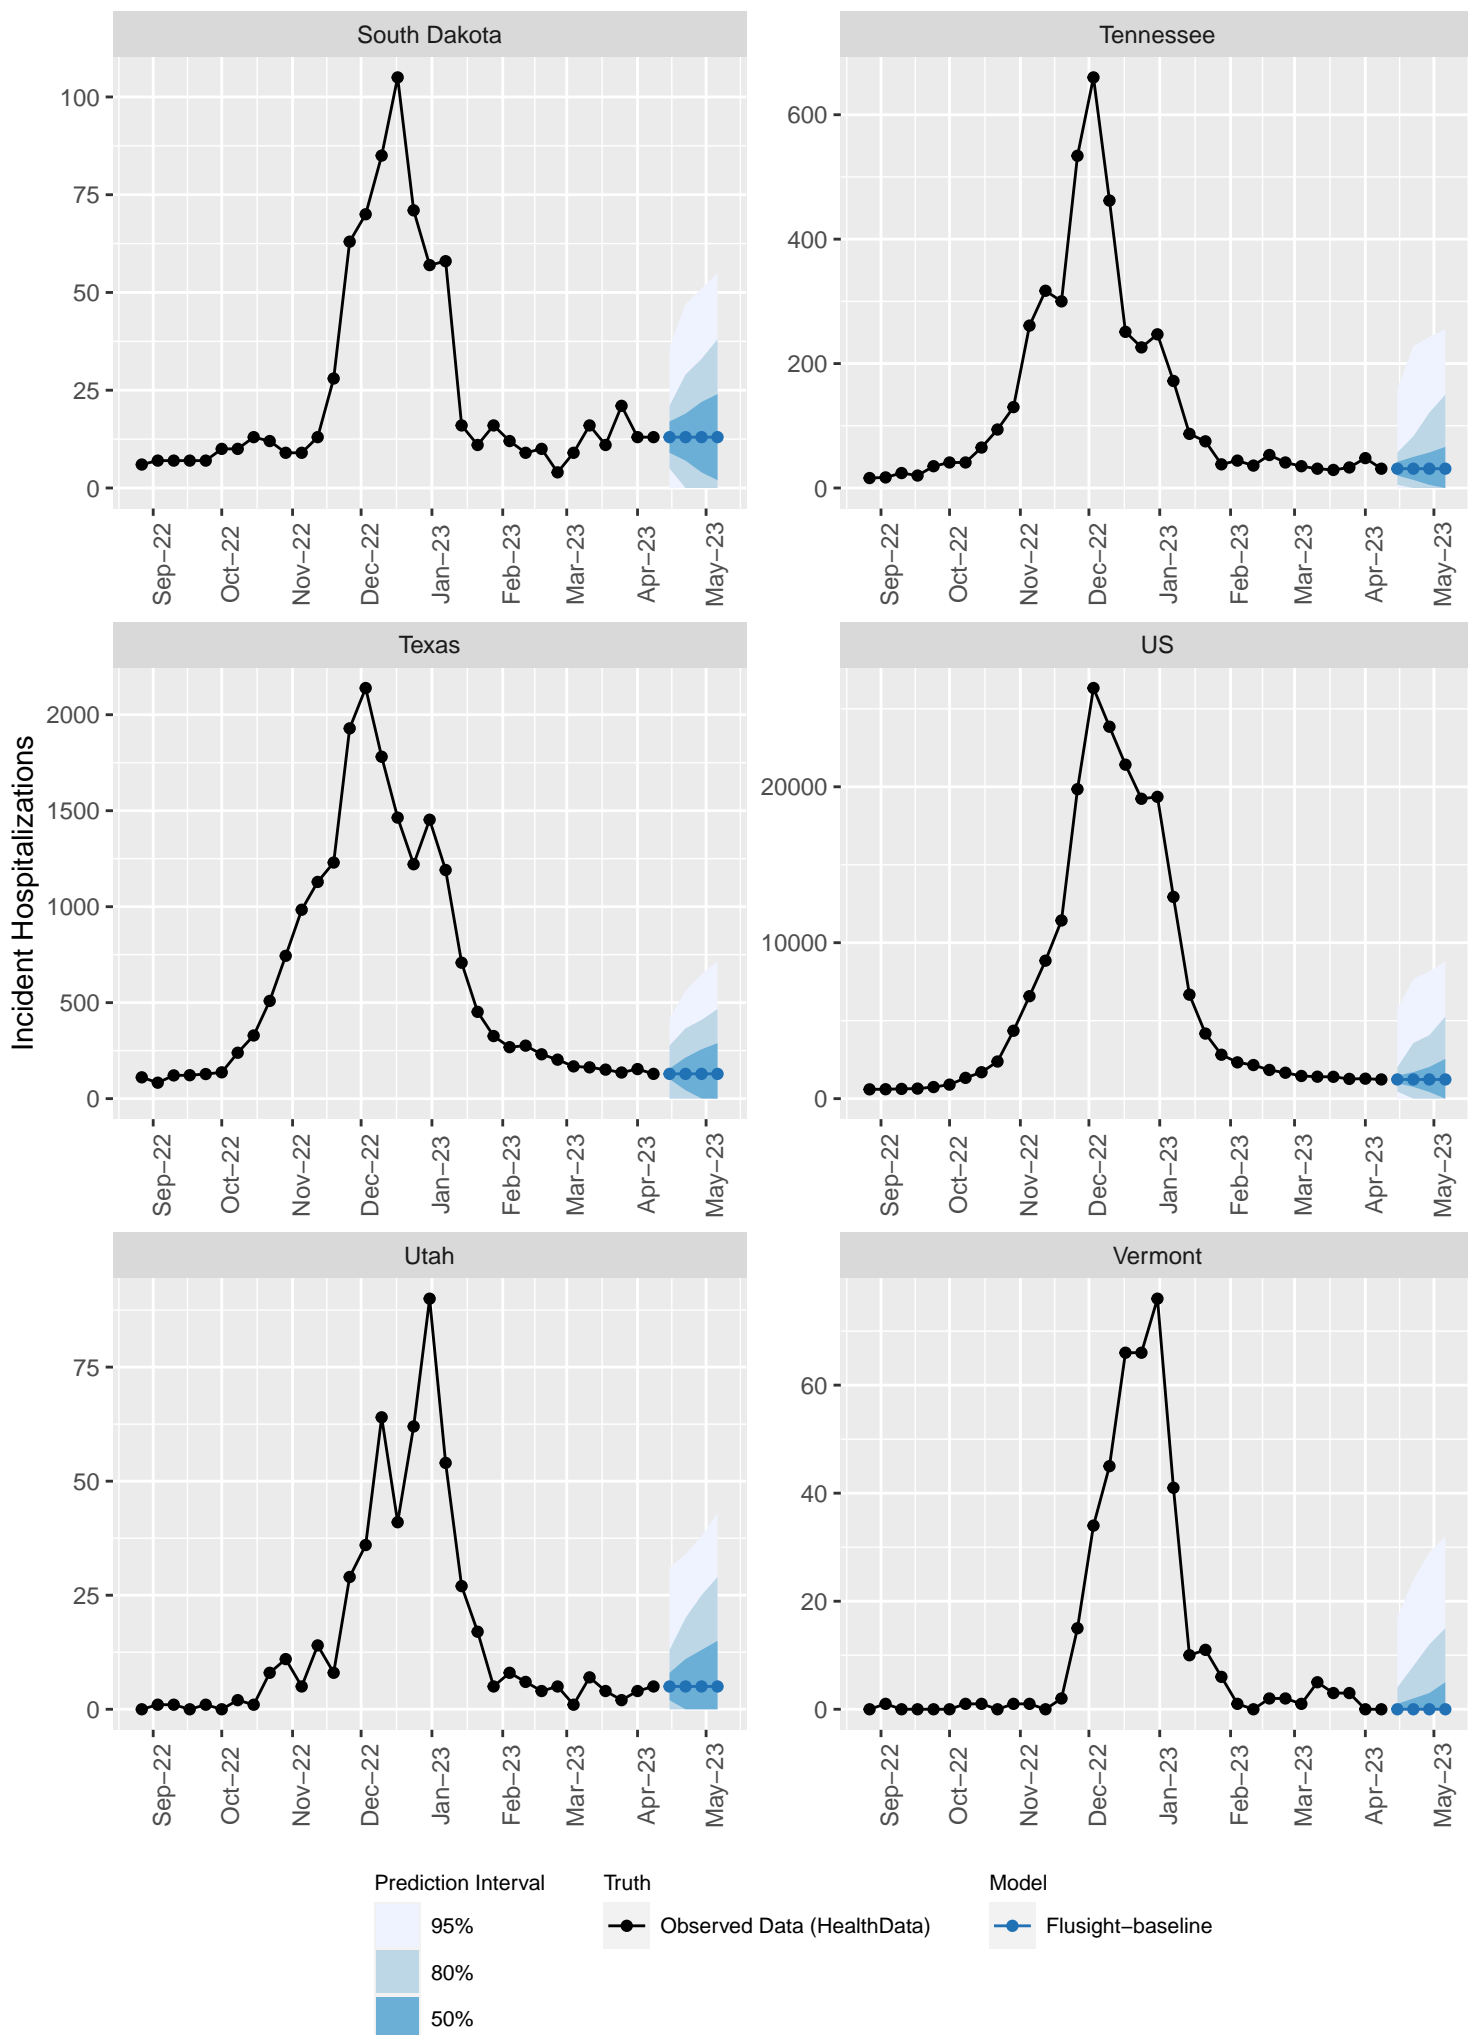 South Dakota
Tennessee
100
75
50
25
0
600
400
200
0
Sep−22
Oct−22
Nov−22
Dec−22
Jan−23
Feb−23
Mar−23
Apr−23
May−23
Sep−22
Oct−22
Nov−22
Dec−22
Jan−23
Feb−23
Mar−23
Apr−23
May−23
Incident Hospitalizations
Texas
US
2000
1500
1000
500
0
20000
10000
0
Sep−22
Oct−22
Nov−22
Dec−22
Jan−23
Feb−23
Mar−23
Apr−23
May−23
Sep−22
Oct−22
Nov−22
Dec−22
Jan−23
Feb−23
Mar−23
Apr−23
May−23
Utah
Vermont
75
50
25
0
60
40
20
0
Sep−22
Oct−22
Nov−22
Dec−22
Jan−23
Feb−23
Mar−23
Apr−23
May−23
Sep−22
Oct−22
Nov−22
Dec−22
Jan−23
Feb−23
Mar−23
Apr−23
May−23
Prediction Interval
95%
80%
50%
Truth
Observed Data (HealthData)
Model
Flusight−baseline